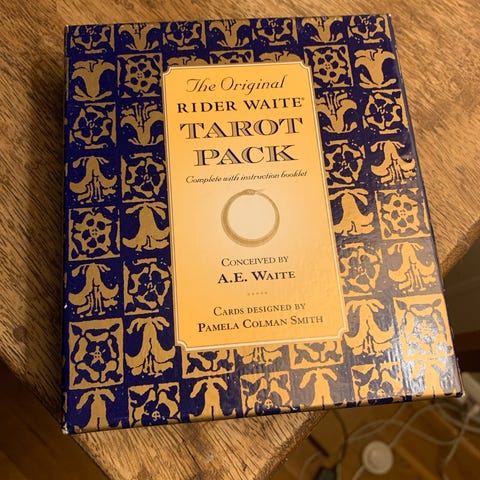 The Original
RIDER WAITE®
TAROT
PACK
Complete with instruction booklet
CONCEIVED BY
A.E. WAITE
CARDS DESIGNED BY
PAMELA COLMAN SMITH